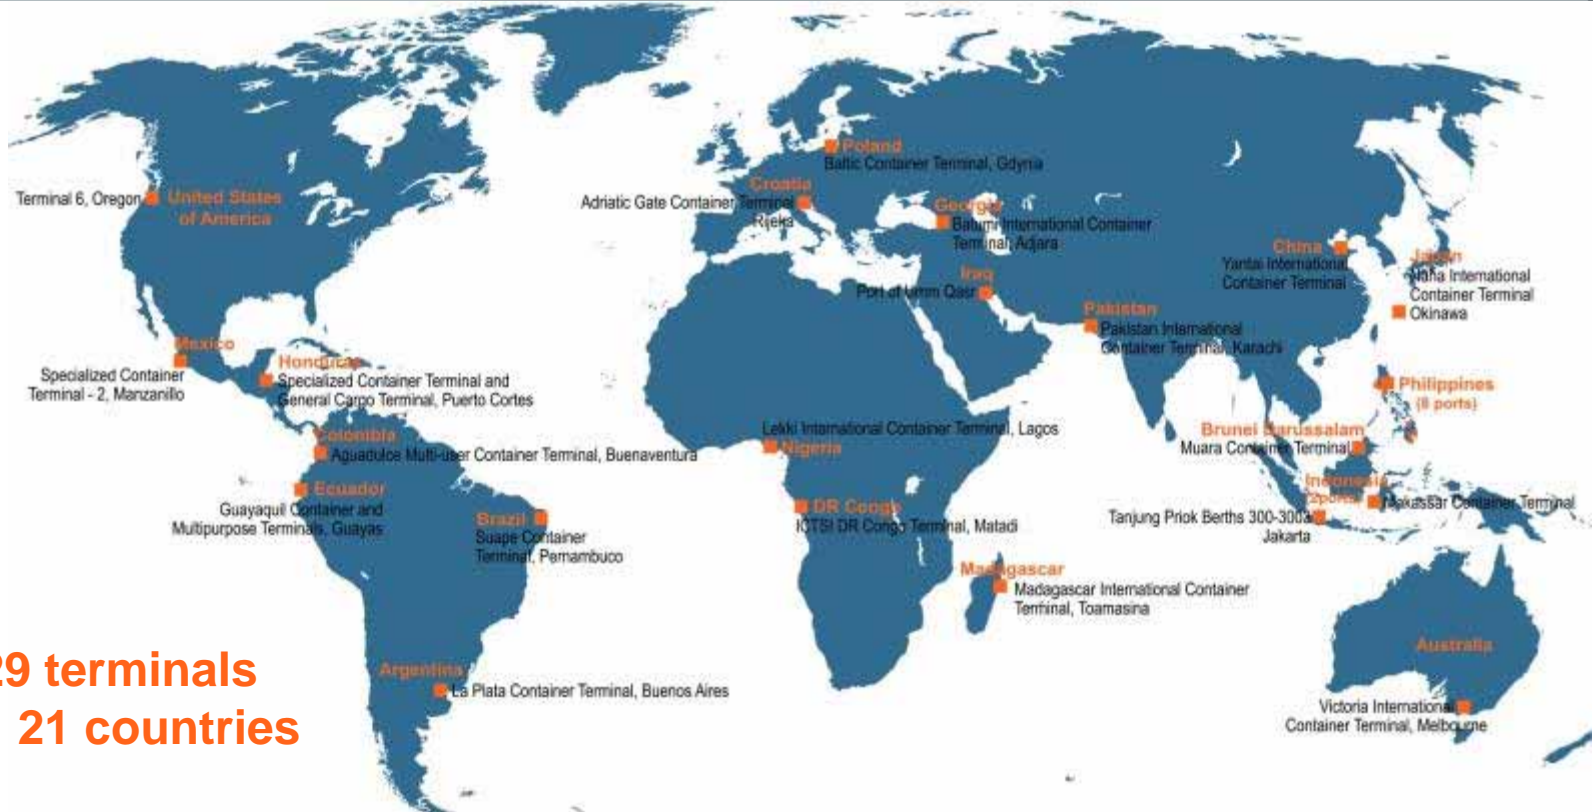 Poland
Baltic Container Terminal, Gdynia
Croatia
Adriatic Gate Container Terminal
Rijeka
Georgia
Batumi International Container
Terminal, Adjara
Terminal 6, Oregon
United States
of America
China
Yantai International
Container Terminal
Japan
Naha International
Container Terminal
Okinawa
Iraq
Port of Umm Qasr
Pakistan
Pakistan International
Container Terminal, Karachi
Mexico
Specialized Container
Terminal - 2, Manzanillo
Honduras
Specialized Container Terminal and
General Cargo Terminal, Puerto Cortes
Philippines
(8 ports)
Lekki International Container Terminal, Lagos
Nigeria
Brunei Darussalam
Muara Container Terminal
Colombia
Aguadulce Multi-user Container Terminal, Buenaventura
Ecuador
Guayaquil Container and
Multipurpose Terminals, Guayas
Brazil
Suape Container
Terminal, Pernambuco
DR Congo
ICTSI DR Congo Terminal, Matadi
Indonesia
(2ports)
Makassar Container Terminal
Tanjung Priok Berths 300-3003
Jakarta
Madagascar
Madagascar International Container
Terminal, Toamasina
Australia
Victoria International
Container Terminal, Melbourne
Argentina
La Plata Container Terminal, Buenos Aires
29 terminals
21 countries